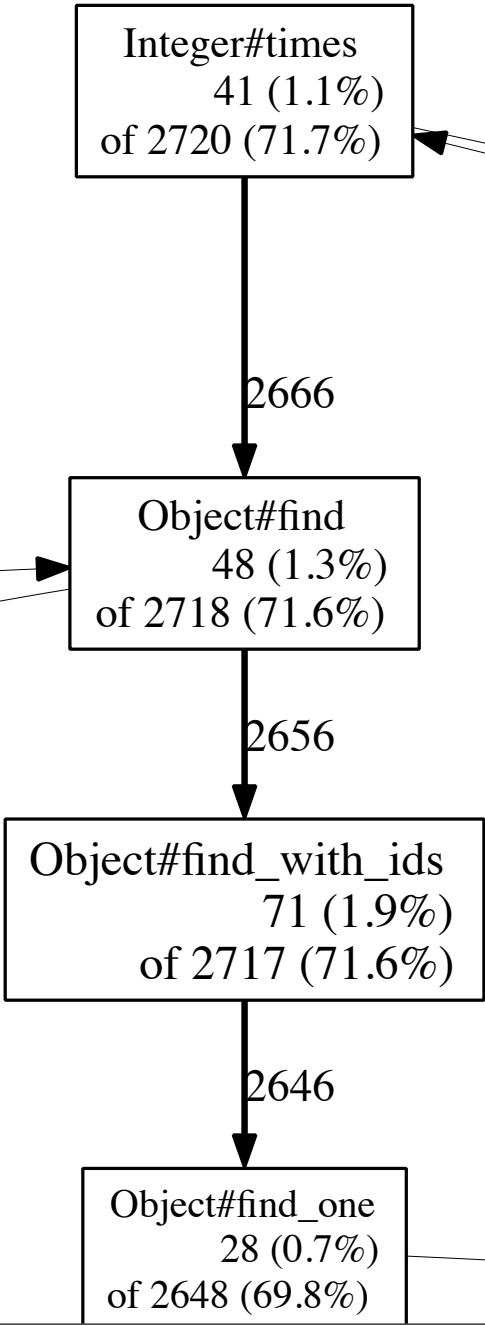 Integer#times
41 (1.1%)
of 2720 (71.7%)
2666
Object#find
48 (1.3%)
of 2718 (71.6%)
2656
Object#find_with_ids
71 (1.9%)
of 2717 (71.6%)
2646
Object#find_one
28 (0.7%)
of 2648 (69.8%)